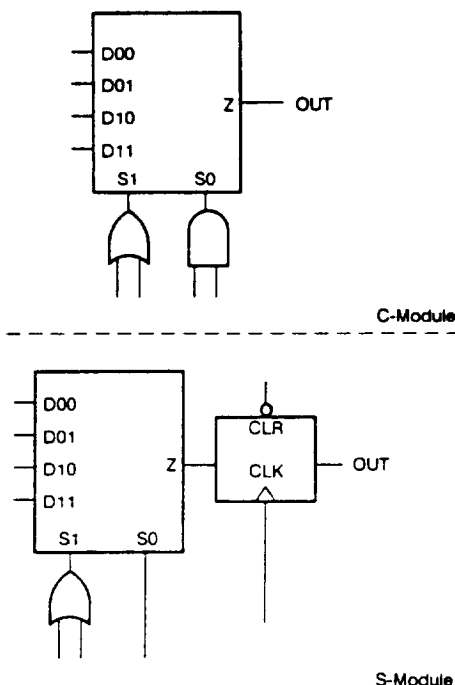 D00
D01
Z OUT
D10
D11
S1 S0
C-Module
D00
CLR
D01
Z CLK OUT
D10
D11
S1 S0
S-Module